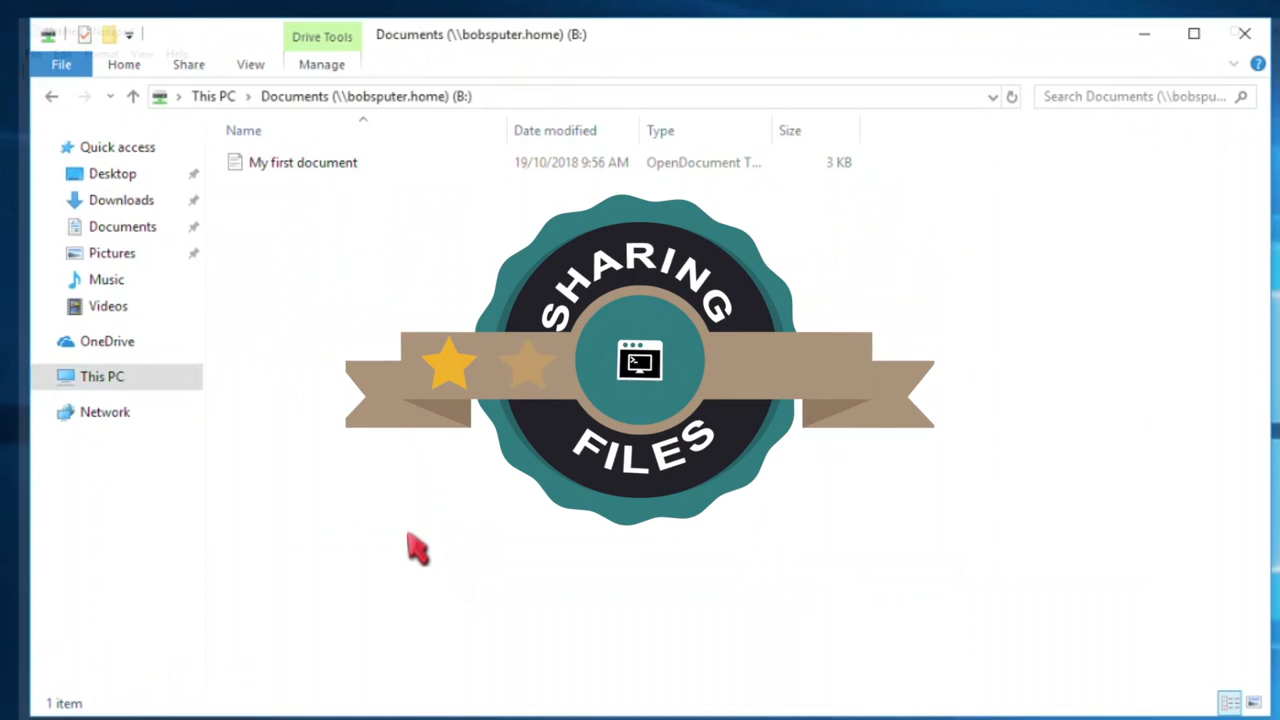 Drive Tools
Documents (\\bobsputer.home) (B:)
File
Home
Share
View
Manage
This PC
Documents (\\bobsputer.home) (B:)
Search Documents (\\bobspu...
Name
Date modified
Type
Size
My first document
19/10/2018 9:56 AM
OpenDocument T...
3 KB
Quick access
Desktop
Downloads
Documents
Pictures
Music
Videos
OneDrive
This PC
Network
SHARING
FILES
1 item